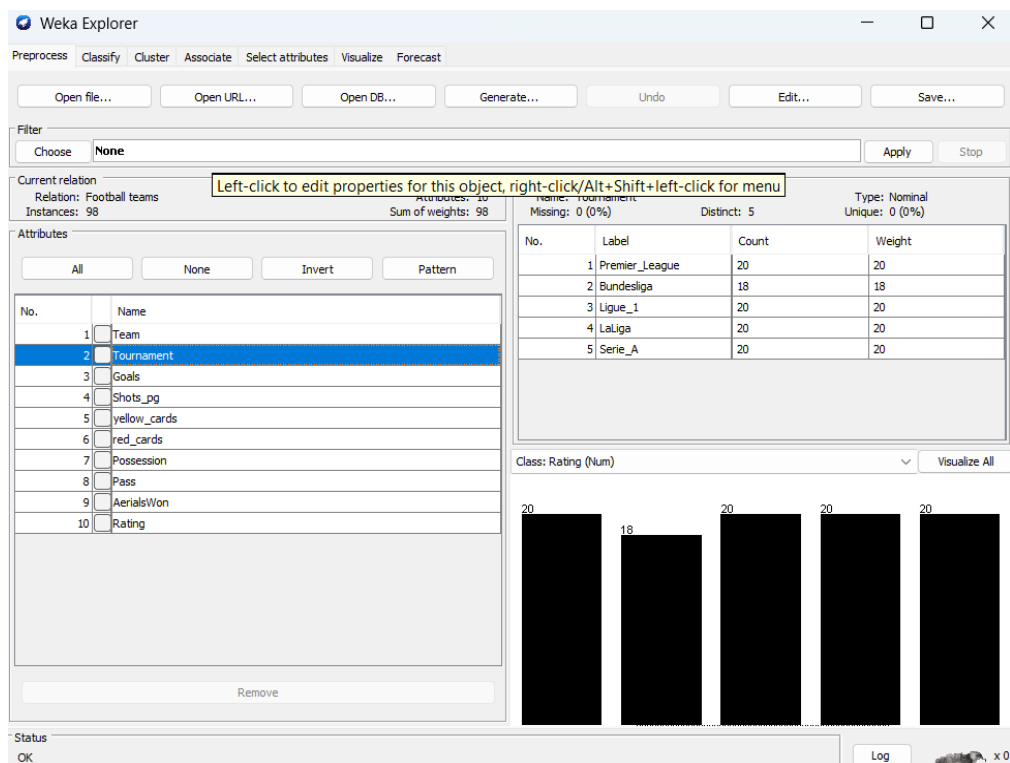 Weka Explorer
Preprocess Classify Cluster Associate Select attributes Visualize Forecast
Open file... Open URL... Open DB... Generate... Undo Edit... Save...
Filter
Choose None Apply Stop
Current relation
Left-click to edit properties for this object, right-click/Alt+Shift+left-click for menu
Relation: Football teams Attributes: 10
Instances: 98 Sum of weights: 98
Name: Tournament Type: Nominal
Missing: 0 (0%) Distinct: 5 Unique: 0 (0%)
Attributes
All None Invert Pattern
No. Name
1 Team
2 Tournament
3 Goals
4 Shots_pg
5 yellow_cards
6 red_cards
7 Possession
8 Pass
9 AerialsWon
10 Rating
Remove
No. Label Count Weight
1 Premier_League 20 20
2 Bundesliga 18 18
3 Ligue_1 20 20
4 LaLiga 20 20
5 Serie_A 20 20
Class: Rating (Num) Visualize All
20 18 20 20 20
Status
OK Log x 0